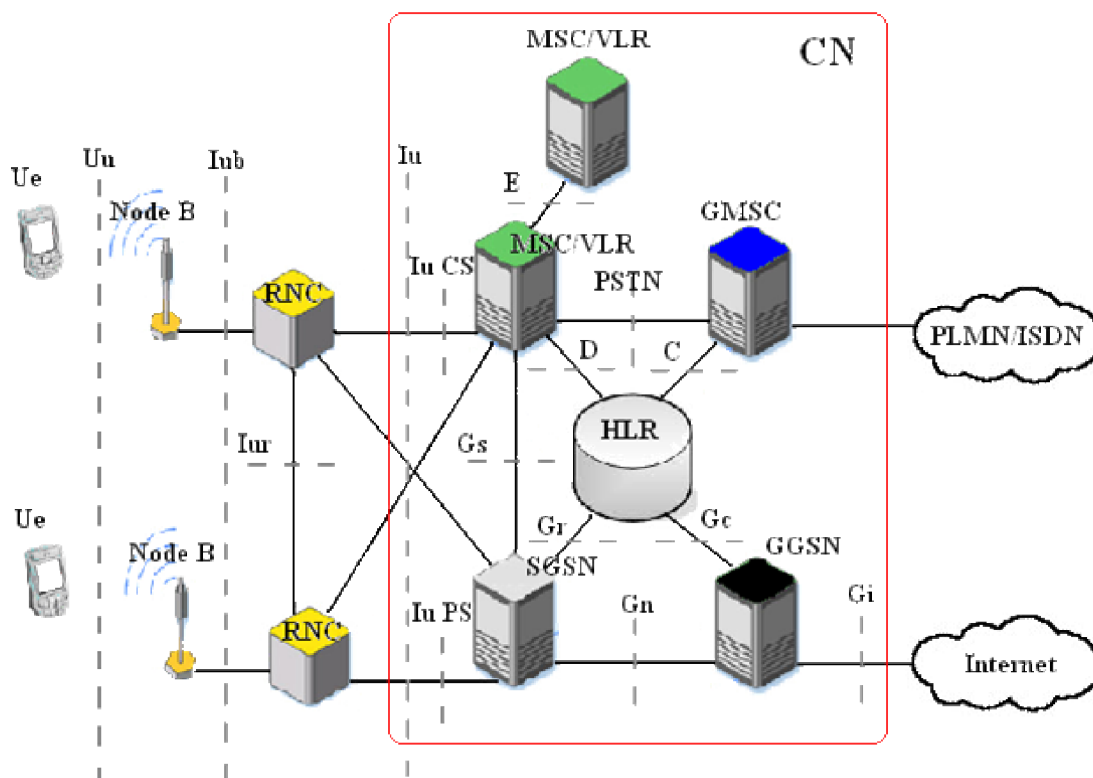 MSC/VLR
CN
Uu
Iub
Iu
Ue
Node B
E
GMSC
MSC/VLR
Iu CS
PSTN
RNC
PLMN/ISDN
D
C
HLR
Iur
Gs
Gr
Gc
Ue
Node B
SGSN
GGSN
Iu PS
Gn
Gi
RNC
Internet